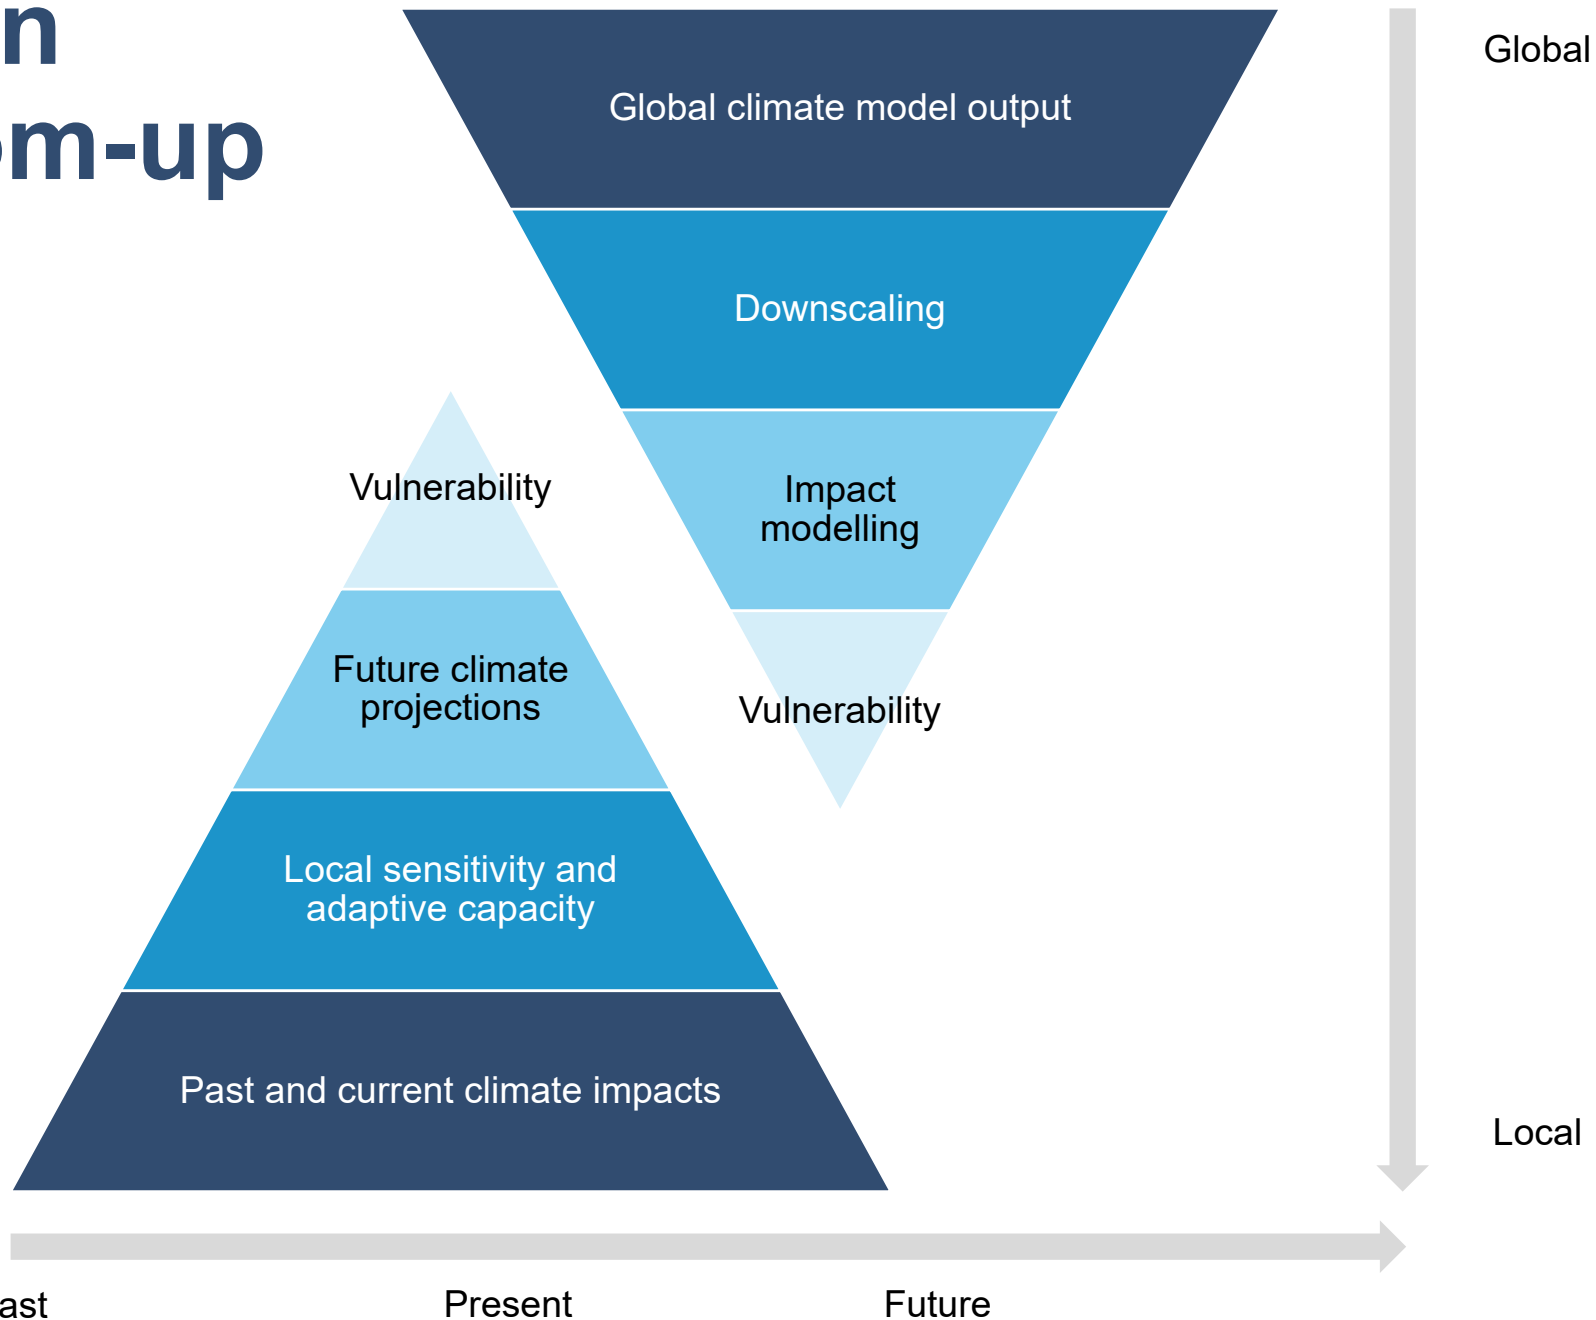 n
om-up
Global
Global climate model output
Downscaling
Vulnerability
Impact
modelling
Future climate
projections
Vulnerability
Local sensitivity and
adaptive capacity
Past and current climate impacts
Local
ast
Present
Future